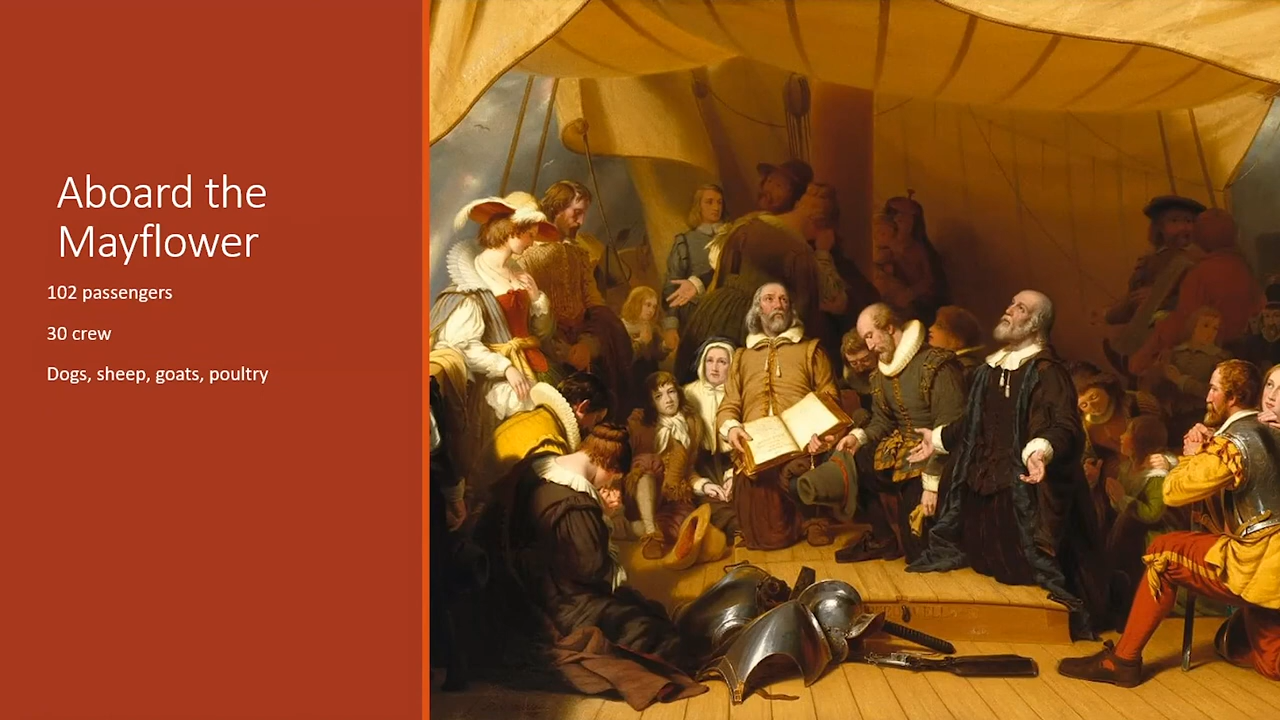 Aboard the
Mayflower
102 passengers
30 crew
Dogs, sheep, goats, poultry